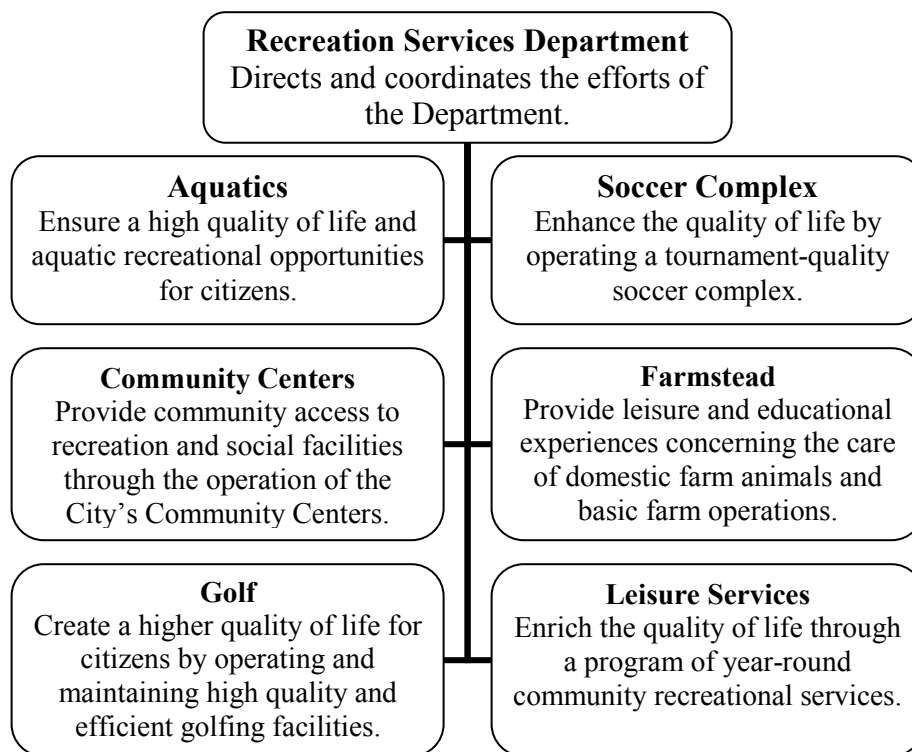 Recreation Services Department
Directs and coordinates the efforts of
the Department.
Aquatics
Ensure a high quality of life and
aquatic recreational opportunities
for citizens.
Soccer Complex
Enhance the quality of life by
operating a tournament-quality
soccer complex.
Community Centers
Provide community access to
recreation and social facilities
through the operation of the
City’s Community Centers.
Farmstead
Provide leisure and educational
experiences concerning the care
of domestic farm animals and
basic farm operations.
Golf
Create a higher quality of life for
citizens by operating and
maintaining high quality and
efficient golfing facilities.
Leisure Services
Enrich the quality of life through
a program of year-round
community recreational services.